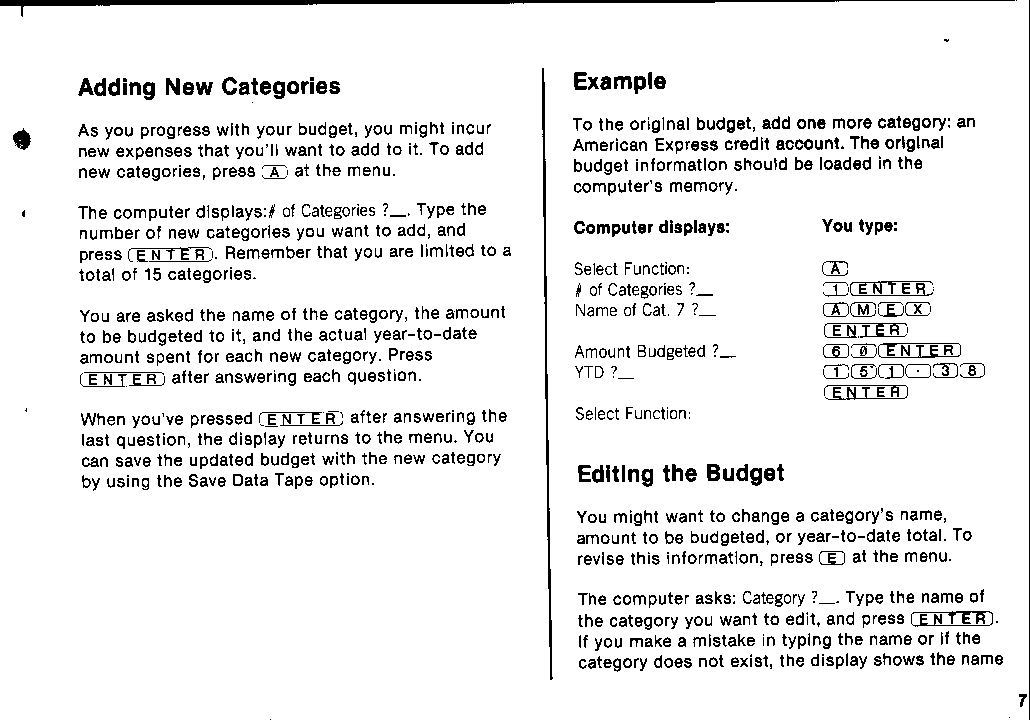 Adding New Categories
As you progress with your budget, you might incur
new expenses that you'll want to add to it. To add
new categories, press (A) at the menu.
The computer displays:# of Categories ?_. Type the
number of new categories you want to add, and
press (ENTER). Remember that you are limited to a
total of 15 categories.
You are asked the name of the category, the amount
to be budgeted to it, and the actual year-to-date
amount spent for each new category. Press
(ENTER) after answering each question.
When you've pressed (ENTER) after answering the
last question, the display returns to the menu. You
can save the updated budget with the new category
by using the Save Data Tape option.
Example
To the original budget, add one more category: an
American Express credit account. The original
budget information should be loaded in the
computer's memory.
Computer displays: You type:
Select Function: (A)
# of Categories ?_ (1)(ENTER)
Name of Cat. 7 ?_ (A)(M)(E)(X)
(ENTER)
Amount Budgeted ?_ (6)(0)(ENTER)
YTD ?_ (1)(5)(1)(.)(3)(8)
(ENTER)
Select Function:
Editing the Budget
You might want to change a category's name,
amount to be budgeted, or year-to-date total. To
revise this information, press (E) at the menu.
The computer asks: Category ?_. Type the name of
the category you want to edit, and press (ENTER).
If you make a mistake in typing the name or if the
category does not exist, the display shows the name
7